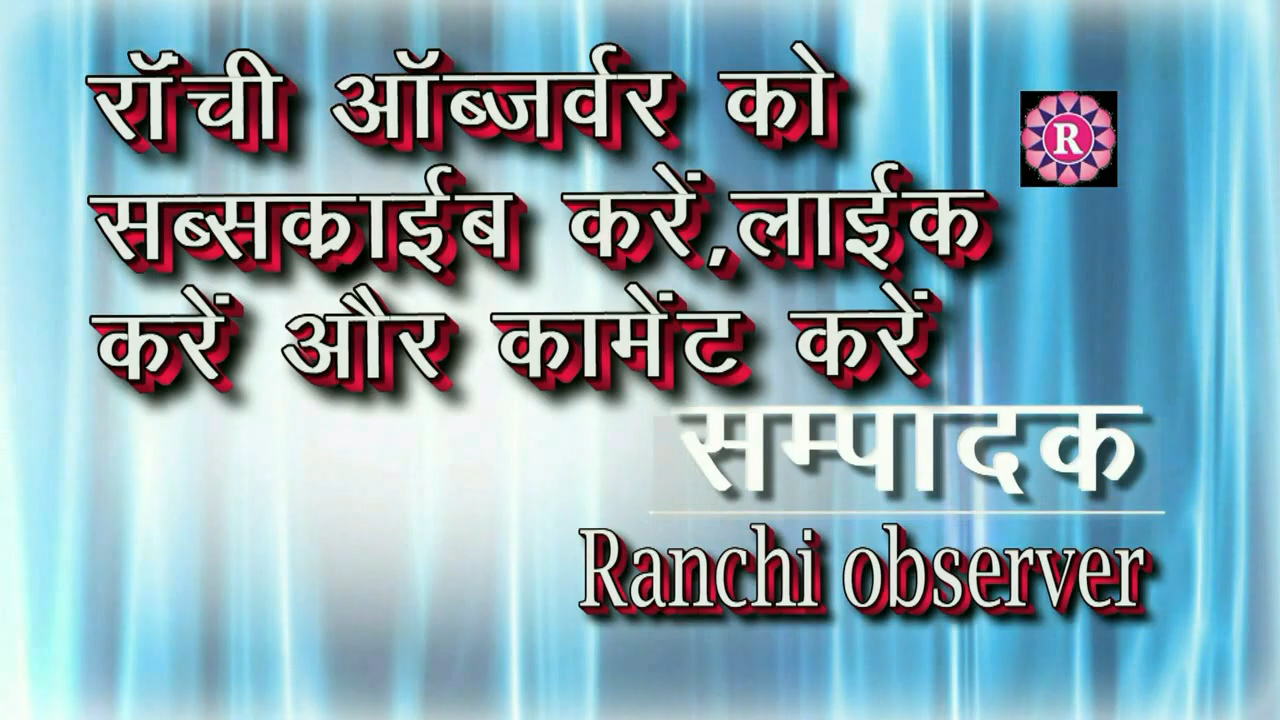 रॉची ऑब्जर्वर को
सब्सक्राईब करें,लाईक
करें और कामेंट करें
सम्पादक
Ranchi observer
R